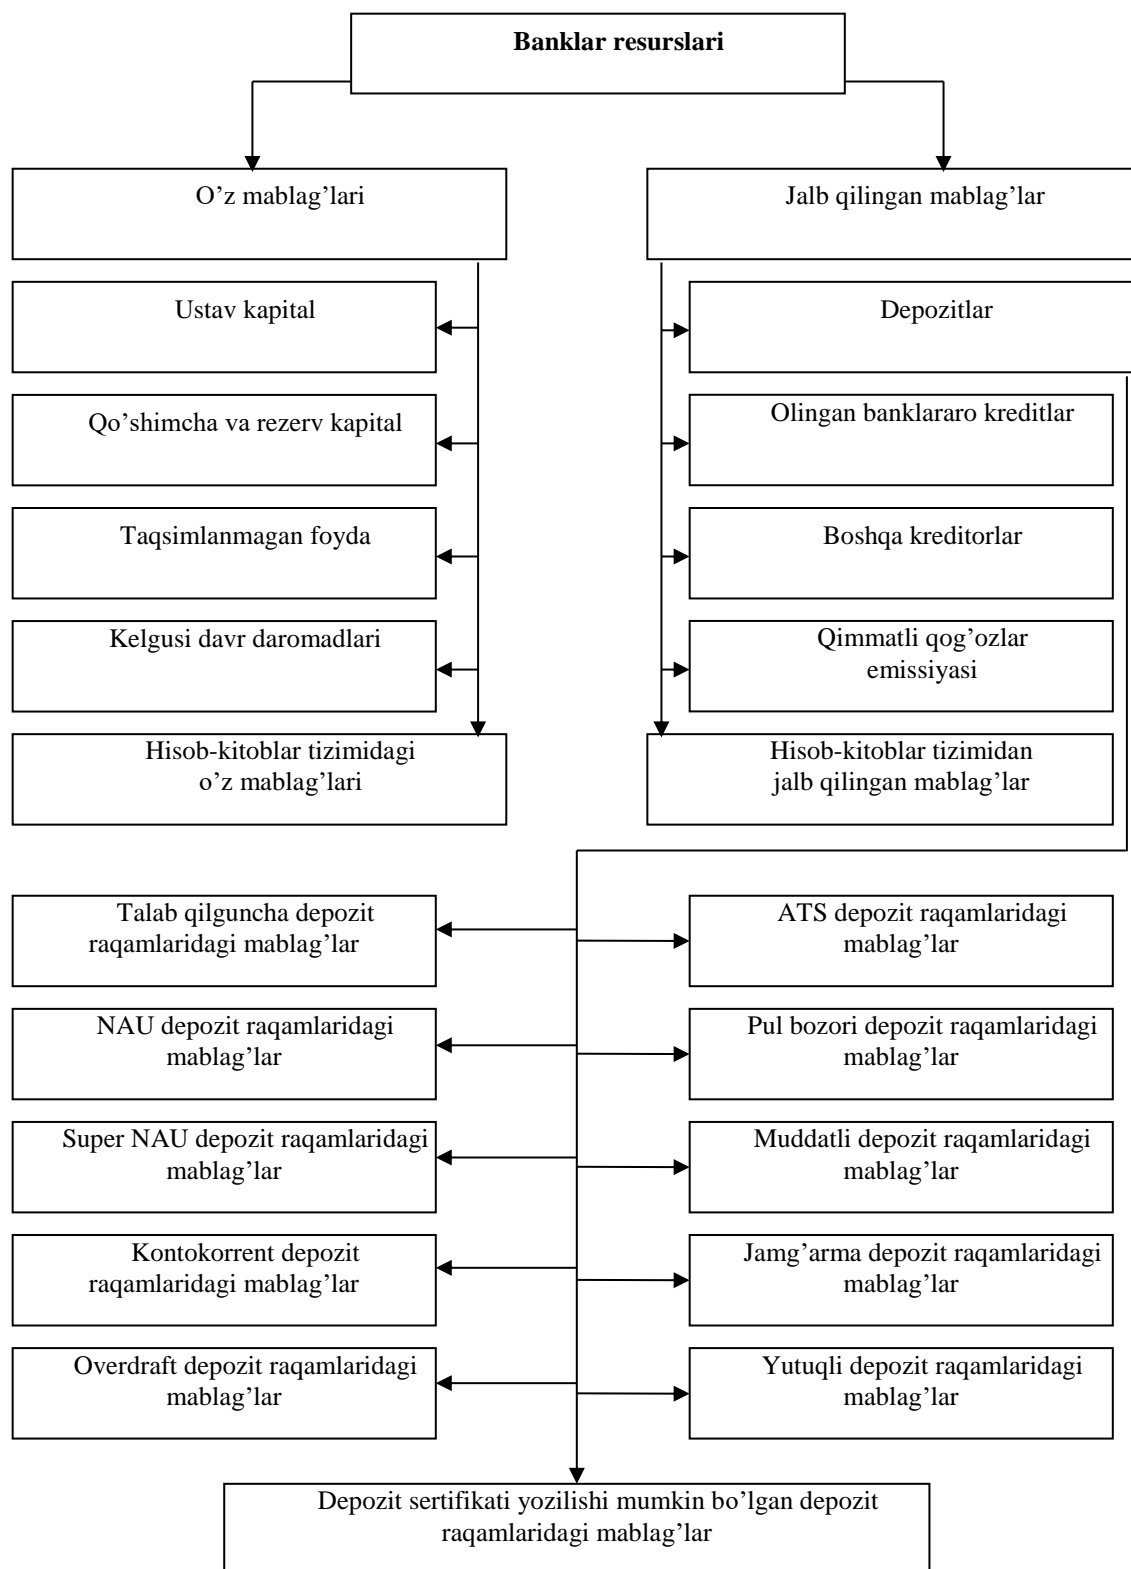 Banklar resurslari
O’z mablag’lari
Jalb qilingan mablag’lar
Ustav kapital
Depozitlar
Qo’shimcha va rezerv kapital
Olingan banklararo kreditlar
Taqsimlanmagan foyda
Boshqa kreditorlar
Kelgusi davr daromadlari
Qimmatli qog’ozlar
emissiyasi
Hisob-kitoblar tizimidagi
o’z mablag’lari
Hisob-kitoblar tizimidan
jalb qilingan mablag’lar
Talab qilguncha depozit
raqamlaridagi mablag’lar
ATS depozit raqamlaridagi
mablag’lar
NAU depozit raqamlaridagi
mablag’lar
Pul bozori depozit raqamlaridagi
mablag’lar
Super NAU depozit raqamlaridagi
mablag’lar
Muddatli depozit raqamlaridagi
mablag’lar
Kontokorrent depozit
raqamlaridagi mablag’lar
Jamg’arma depozit raqamlaridagi
mablag’lar
Overdraft depozit raqamlaridagi
mablag’lar
Yutuqli depozit raqamlaridagi
mablag’lar
Depozit sertifikati yozilishi mumkin bo’lgan depozit
raqamlaridagi mablag’lar